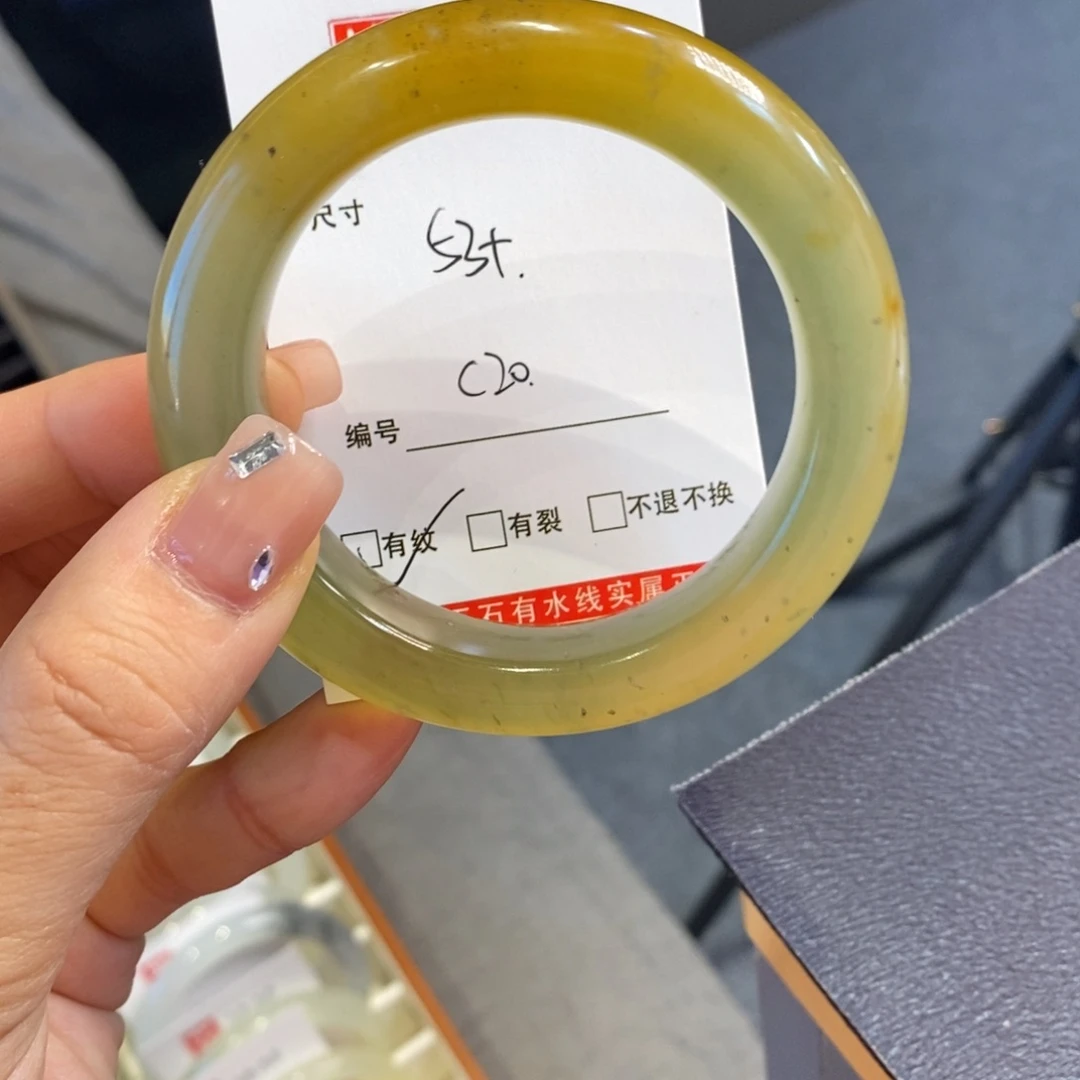 尺寸
53+.
C20.
编号
有纹 有裂 不退不换
石有水线实属